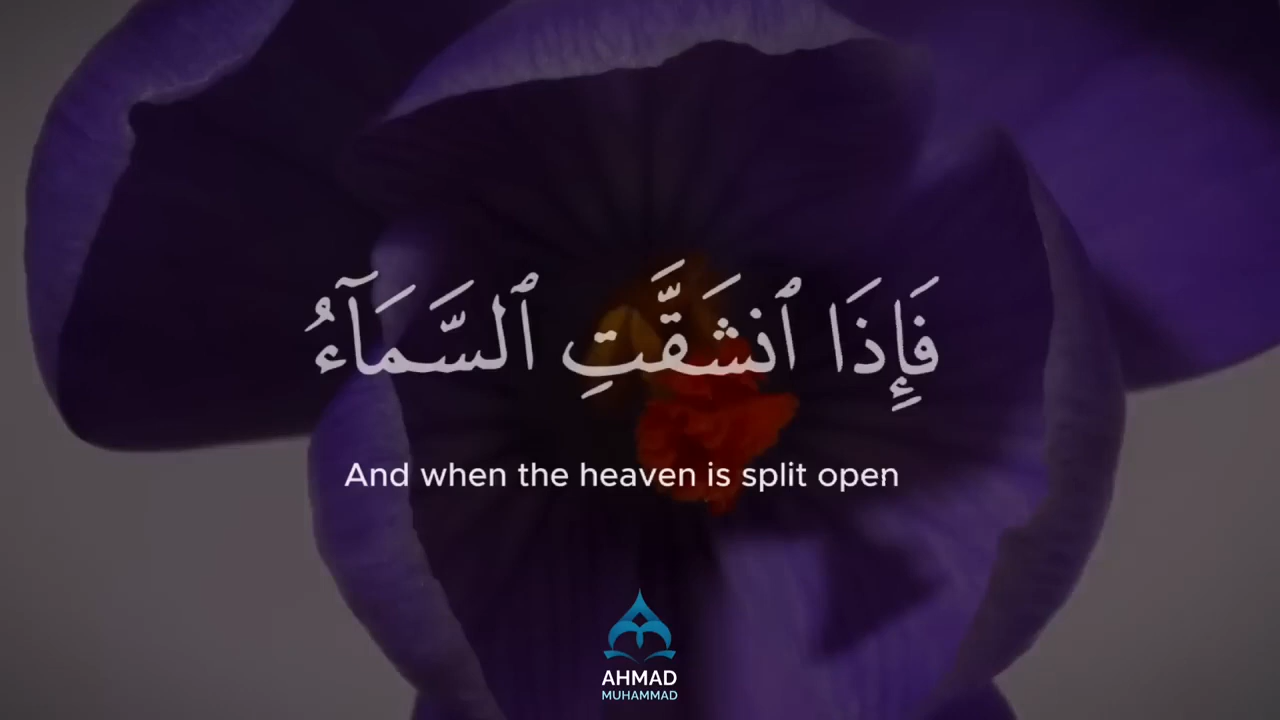 فَإِذَا ٱنشَقَّتِ ٱلسَّمَآءُ
And when the heaven is split open
AHMAD
MUHAMMAD